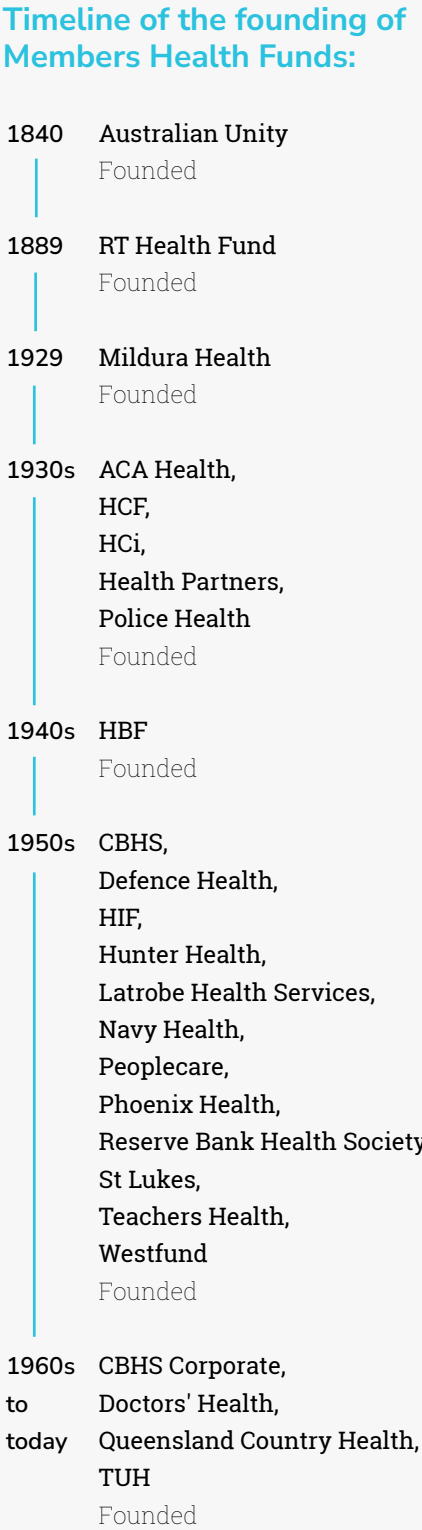 Timeline of the founding of
Members Health Funds:
1840 Australian Unity
Founded
1889 RT Health Fund
Founded
1929 Mildura Health
Founded
1930s ACA Health,
HCF,
HCi,
Health Partners,
Police Health
Founded
1940s HBF
Founded
1950s CBHS,
Defence Health,
HIF,
Hunter Health,
Latrobe Health Services,
Navy Health,
Peoplecare,
Phoenix Health,
Reserve Bank Health Society
St Lukes,
Teachers Health,
Westfund
Founded
1960s CBHS Corporate,
to Doctors' Health,
today Queensland Country Health,
TUH
Founded